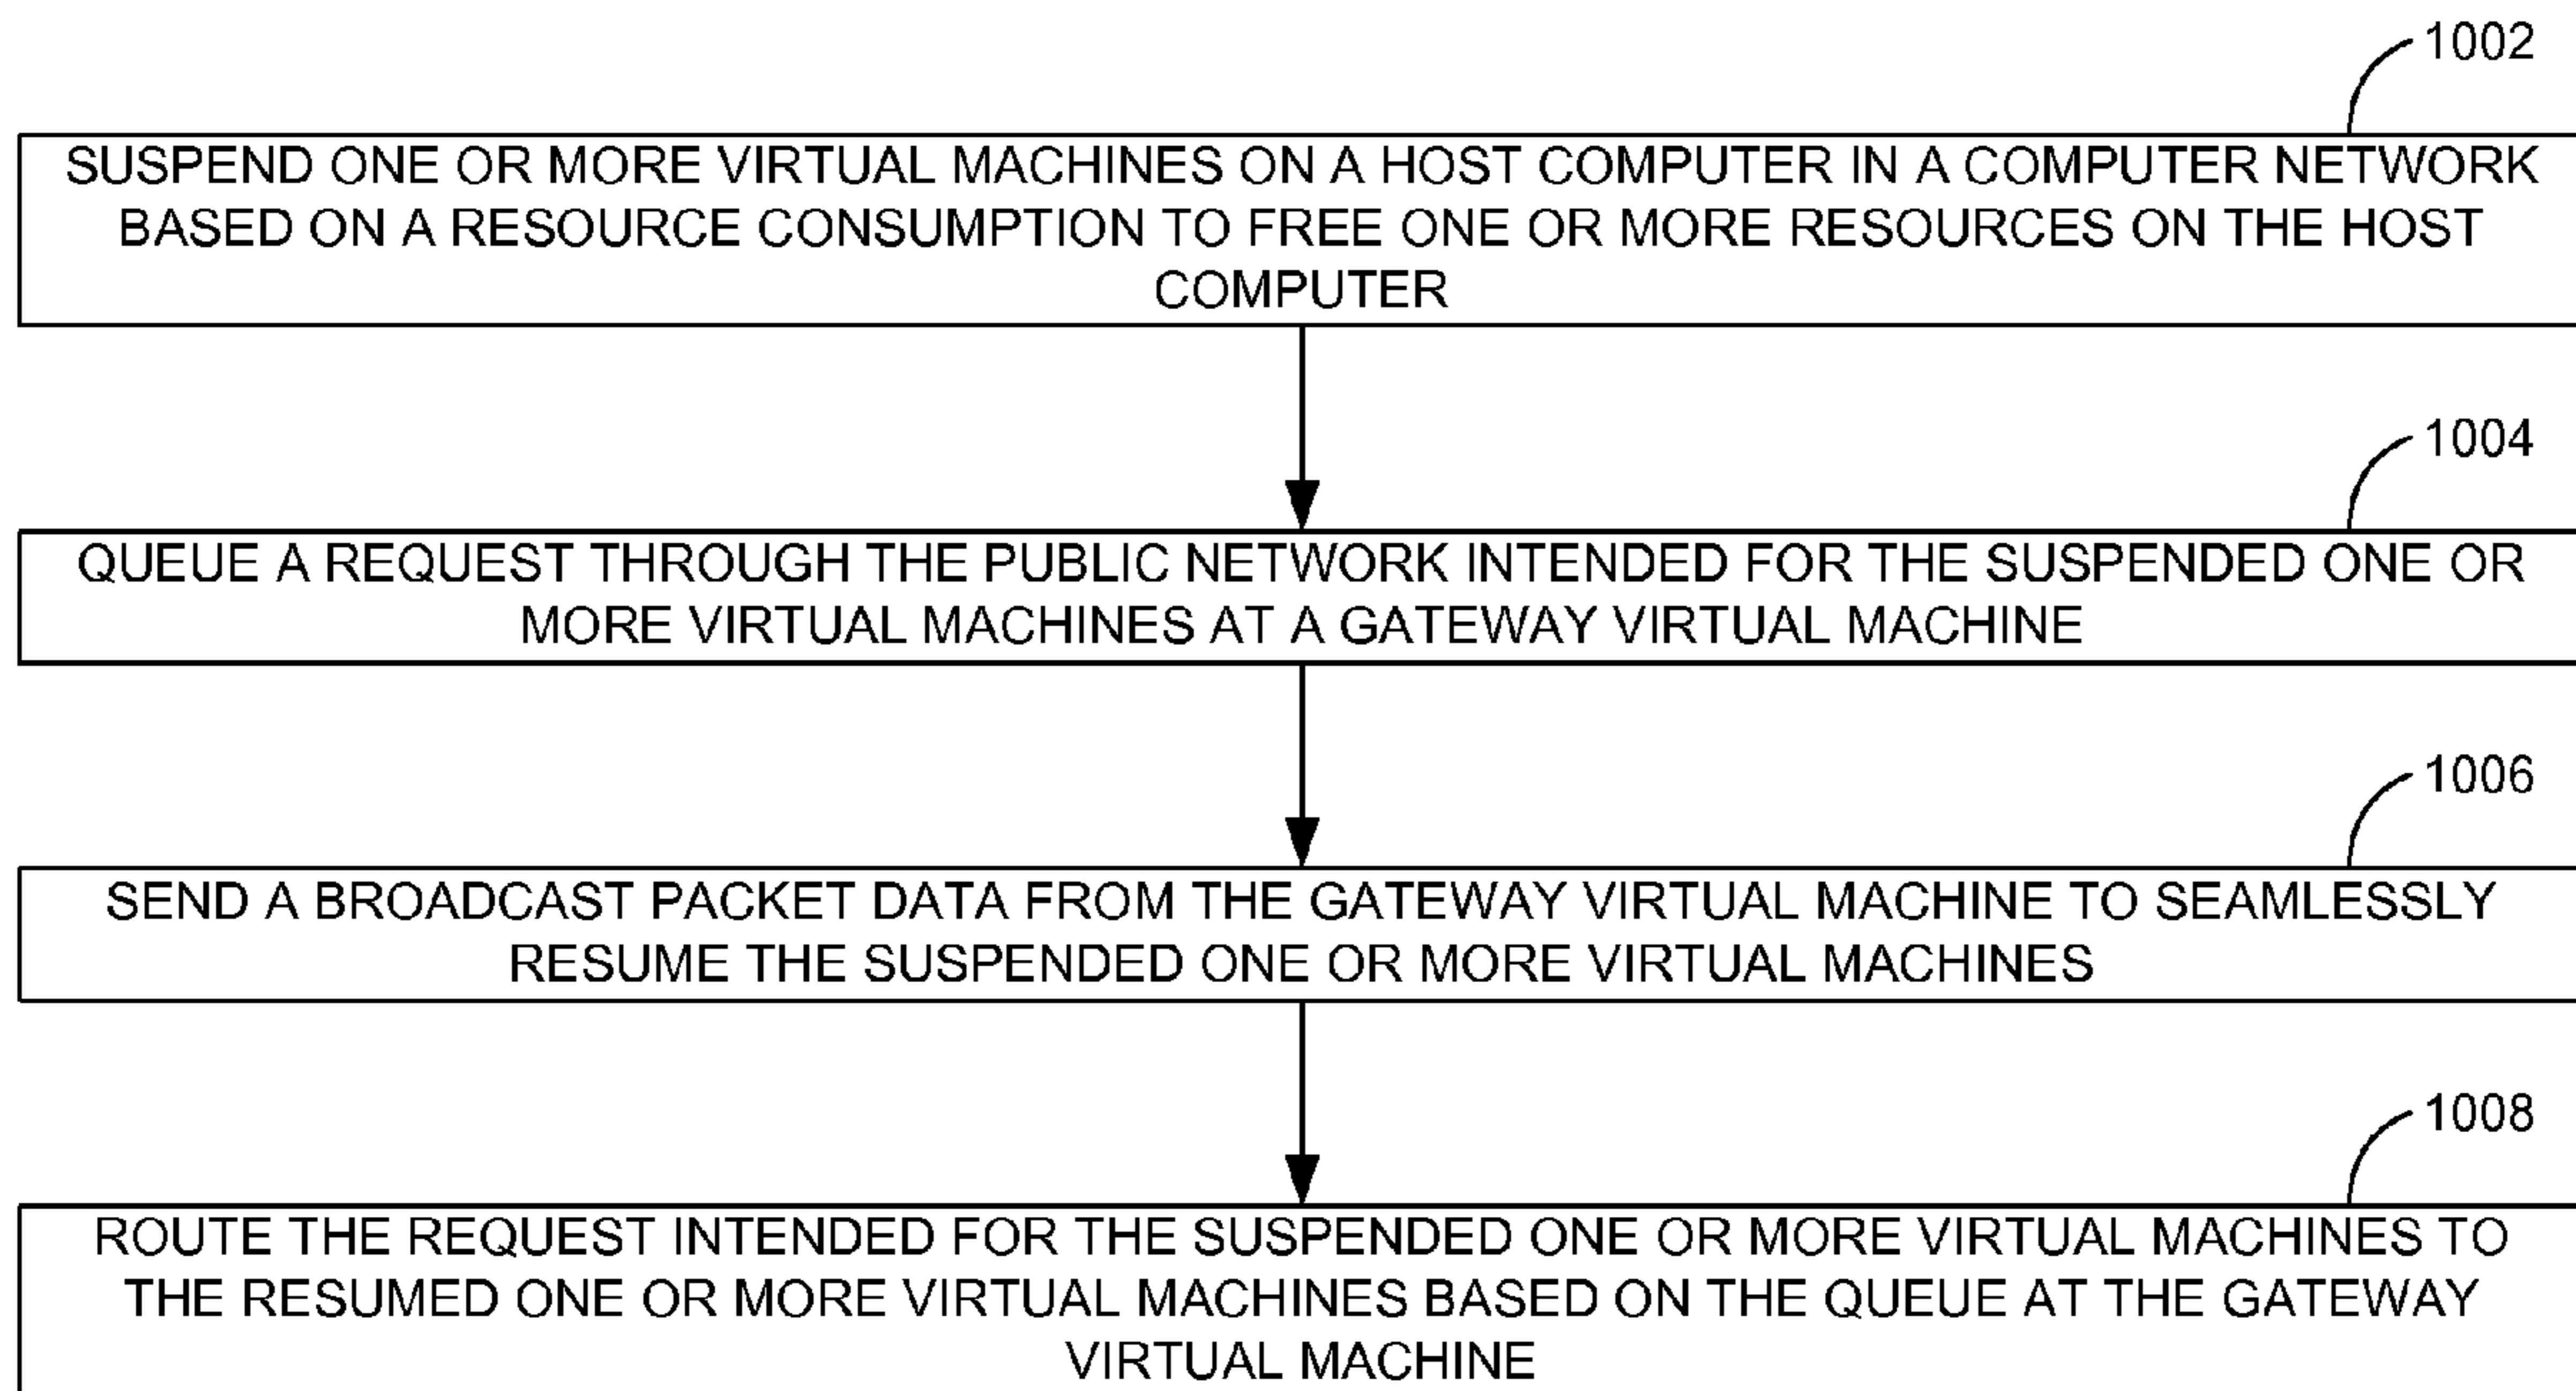 1002
SUSPEND ONE OR MORE VIRTUAL MACHINES ON A HOST COMPUTER IN A COMPUTER NETWORK
BASED ON A RESOURCE CONSUMPTION TO FREE ONE OR MORE RESOURCES ON THE HOST
COMPUTER
1004
QUEUE A REQUEST THROUGH THE PUBLIC NETWORK INTENDED FOR THE SUSPENDED ONE OR
MORE VIRTUAL MACHINES AT A GATEWAY VIRTUAL MACHINE
1006
SEND A BROADCAST PACKET DATA FROM THE GATEWAY VIRTUAL MACHINE TO SEAMLESSLY
RESUME THE SUSPENDED ONE OR MORE VIRTUAL MACHINES
1008
ROUTE THE REQUEST INTENDED FOR THE SUSPENDED ONE OR MORE VIRTUAL MACHINES TO
THE RESUMED ONE OR MORE VIRTUAL MACHINES BASED ON THE QUEUE AT THE GATEWAY
VIRTUAL MACHINE